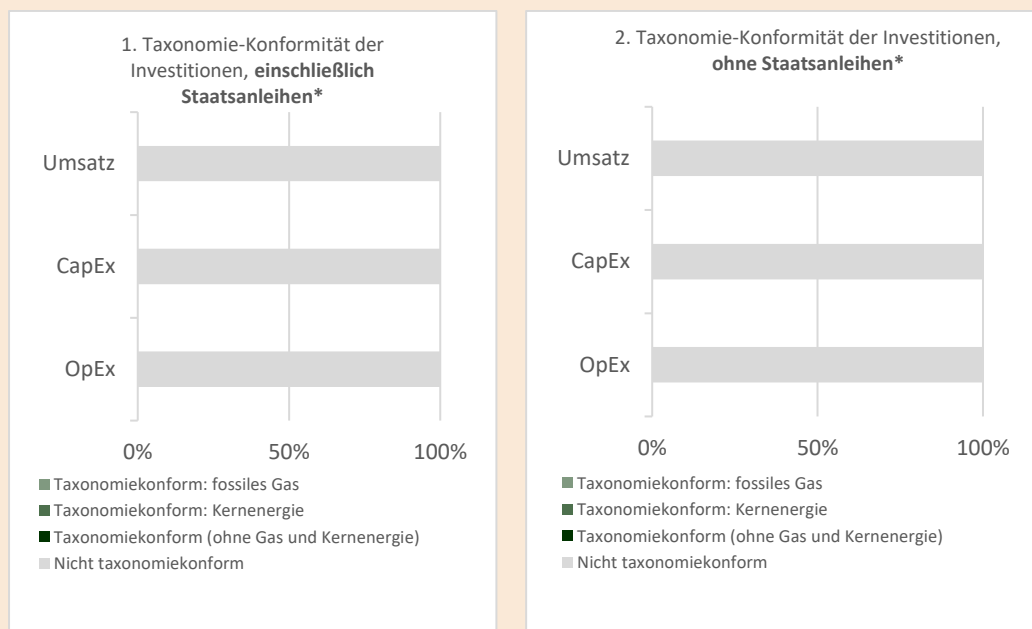 1. Taxonomie-Konformität der
Investitionen, einschließlich
Staatsanleihen*
Umsatz
CapEx
OpEx
0% 50% 100%
Taxonomiekonform: fossiles Gas
Taxonomiekonform: Kernenergie
Taxonomiekonform (ohne Gas und Kernenergie)
Nicht taxonomiekonform
2. Taxonomie-Konformität der Investitionen,
ohne Staatsanleihen*
Umsatz
CapEx
OpEx
0% 50% 100%
Taxonomiekonform: fossiles Gas
Taxonomiekonform: Kernenergie
Taxonomiekonform (ohne Gas und Kernenergie)
Nicht taxonomiekonform